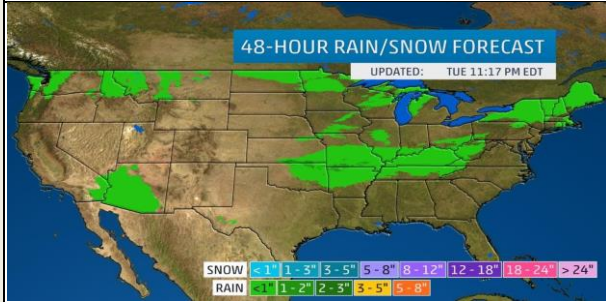 48-HOUR RAIN/SNOW FORECAST
UPDATED: TUE 11:17 PM EDT
SNOW <1" 1-3" 3-5" 5-8" 8-12" 12-18" 18-24" >24"
RAIN <1" 1-2" 2-3" 3-5" 5-8"